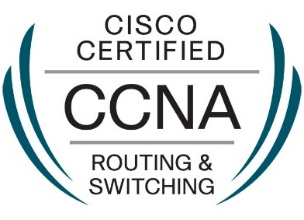 CISCO
CERTIFIED
CCNA
ROUTING &
SWITCHING